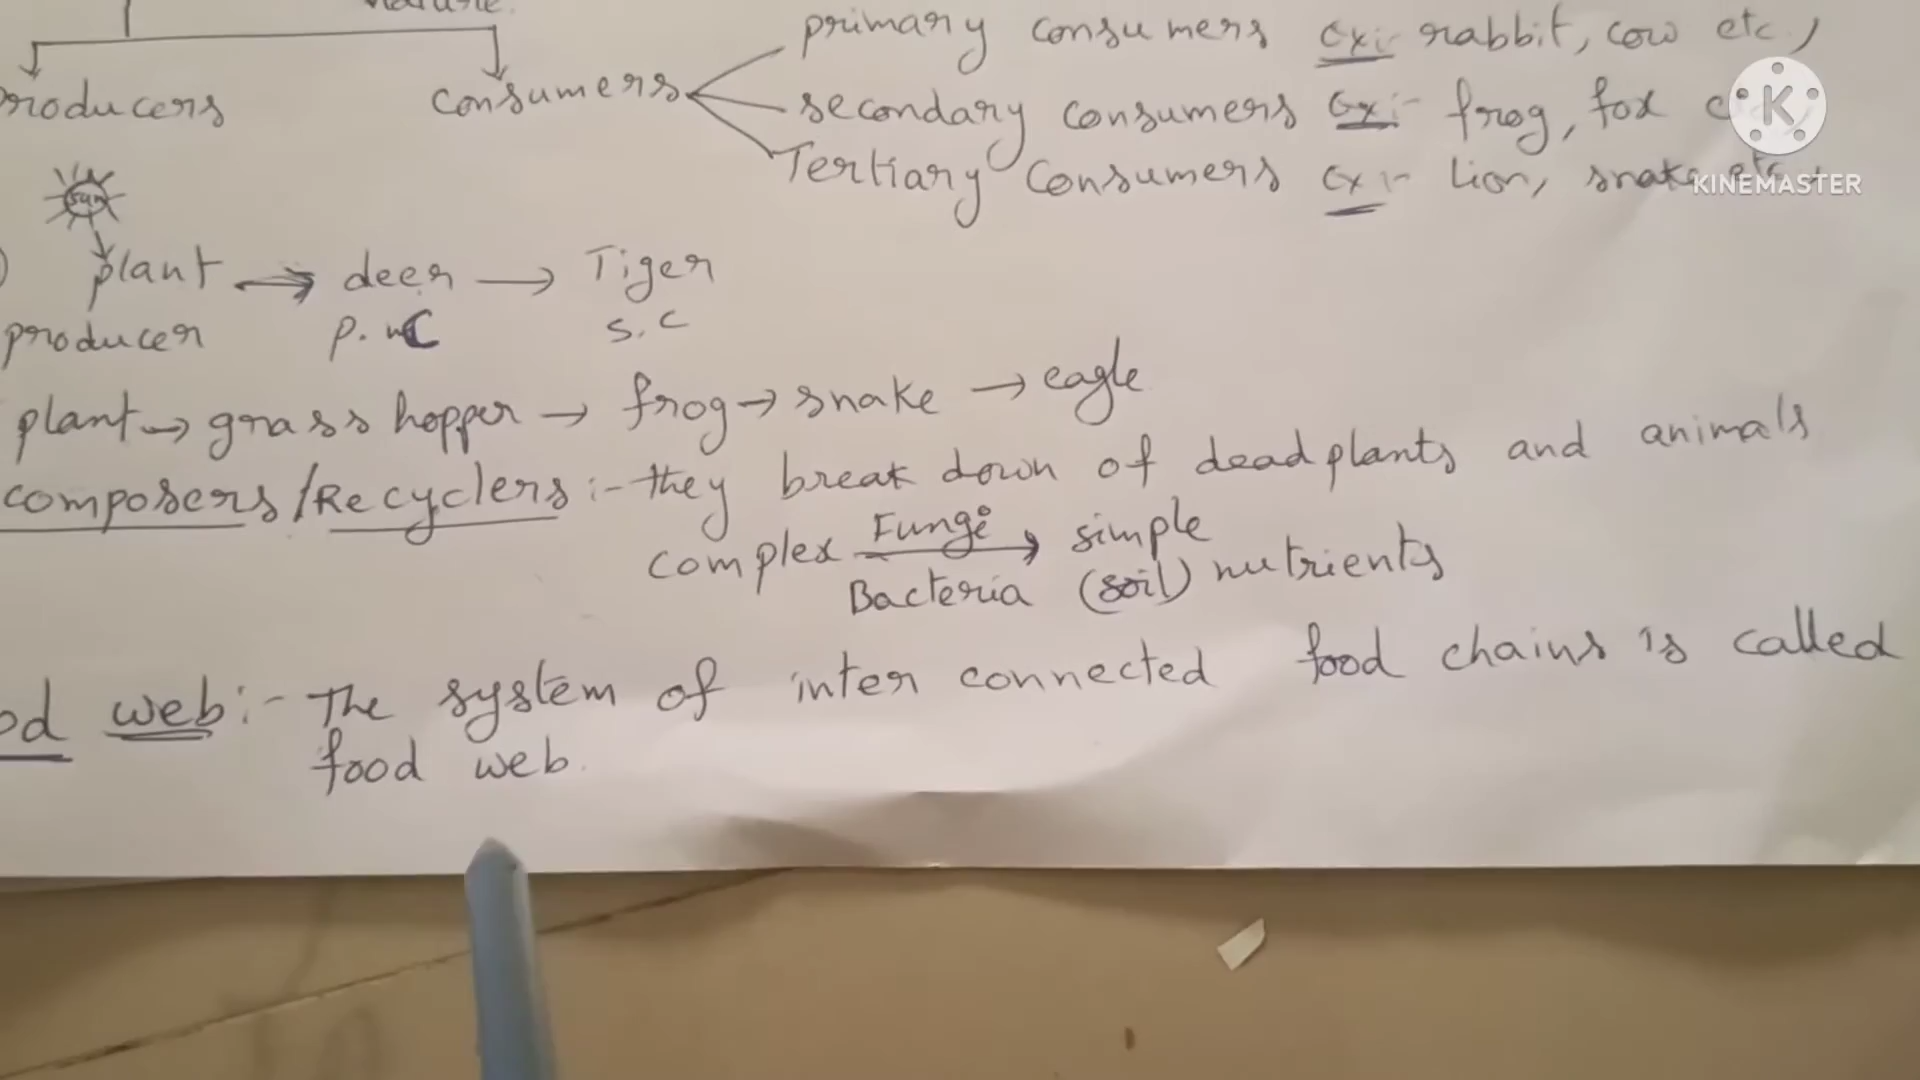 nature.
producers
consumers
primary consumers ex:- rabbit, cow etc,
secondary consumers Ex:- frog, fox
Tertiary Consumers Ex:- Lion, snake etc.
KINEMASTER
sun
plant → deer → Tiger
producer P. C S. C
plant → grass hopper → frog → snake → eagle
composers/Recyclers:- they break down of dead plants and animals
complex Fungi → simple
Bacteria (soil) nutrients
od web:- The system of inter connected food chains is called
food web.